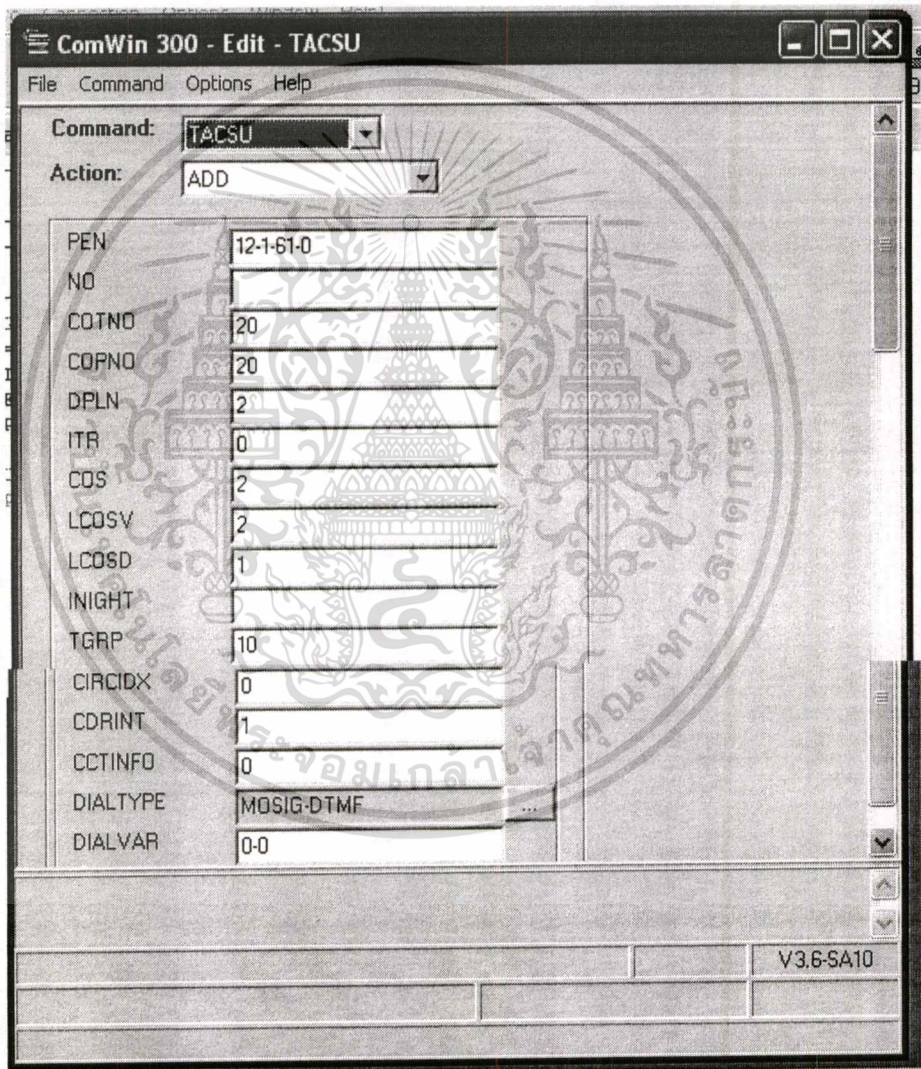 ComWin 300 - Edit - TACSU
File Command Options Help
Command: TACSU
Action: ADD
PEN 12-1-61-0
NO
COTNO 20
COPNO 20
DPLN 2
ITR 0
COS 2
LCOSV 2
LCOSD 1
INIGHT
TGRP 10
CIRCIDX 0
CDRINT 1
CCTINFO 0
DIALTYPE MOSIG-DTMF ...
DIALVAR 0-0
V3.6-SA10